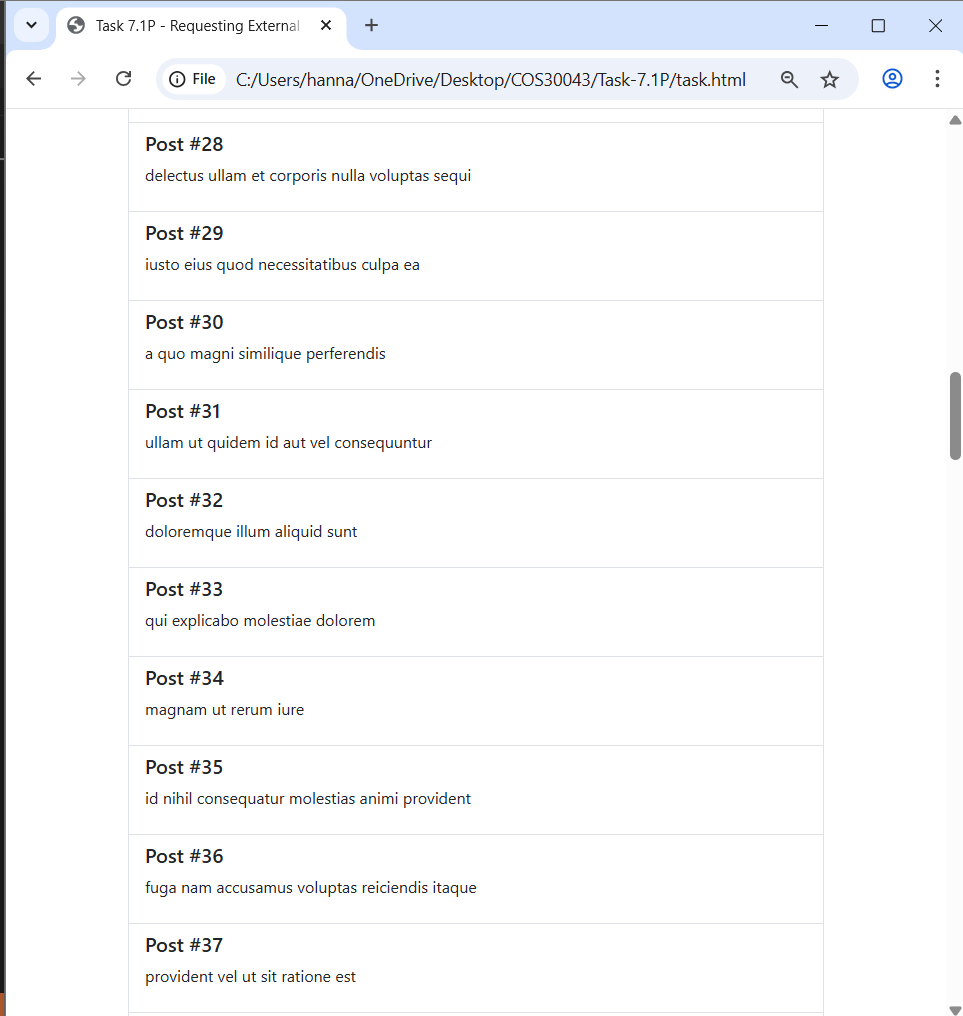 Task 7.1P - Requesting External
File
C:/Users/hanna/OneDrive/Desktop/COS30043/Task-7.1P/task.html
Post #28
delectus ullam et corporis nulla voluptas sequi
Post #29
iusto eius quod necessitatibus culpa ea
Post #30
a quo magni similique perferendis
Post #31
ullam ut quidem id aut vel consequuntur
Post #32
doloremque illum aliquid sunt
Post #33
qui explicabo molestiae dolorem
Post #34
magnam ut rerum iure
Post #35
id nihil consequatur molestias animi provident
Post #36
fuga nam accusamus voluptas reiciendis itaque
Post #37
provident vel ut sit ratione est